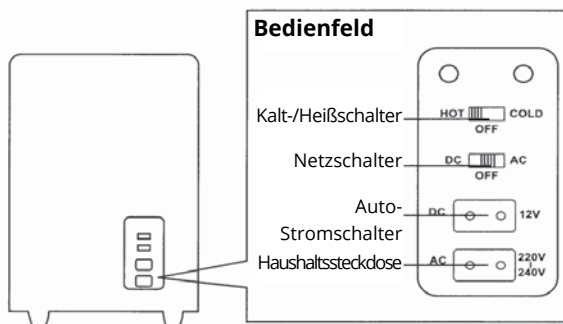 Bedienfeld
Kalt-/Heißschalter
HOT COLD
OFF
Netzschalter
DC AC
OFF
Auto-
Stromschalter
DC 12V
Haushaltssteckdose
AC 220V
240V